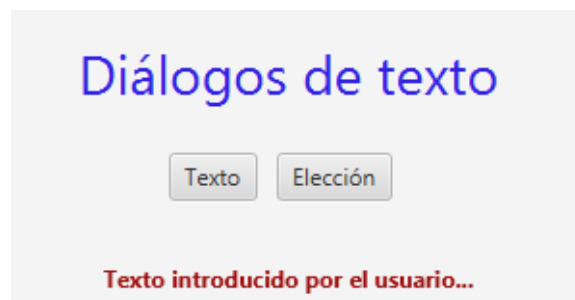 Diálogos de texto
Texto Elección
Texto introducido por el usuario...